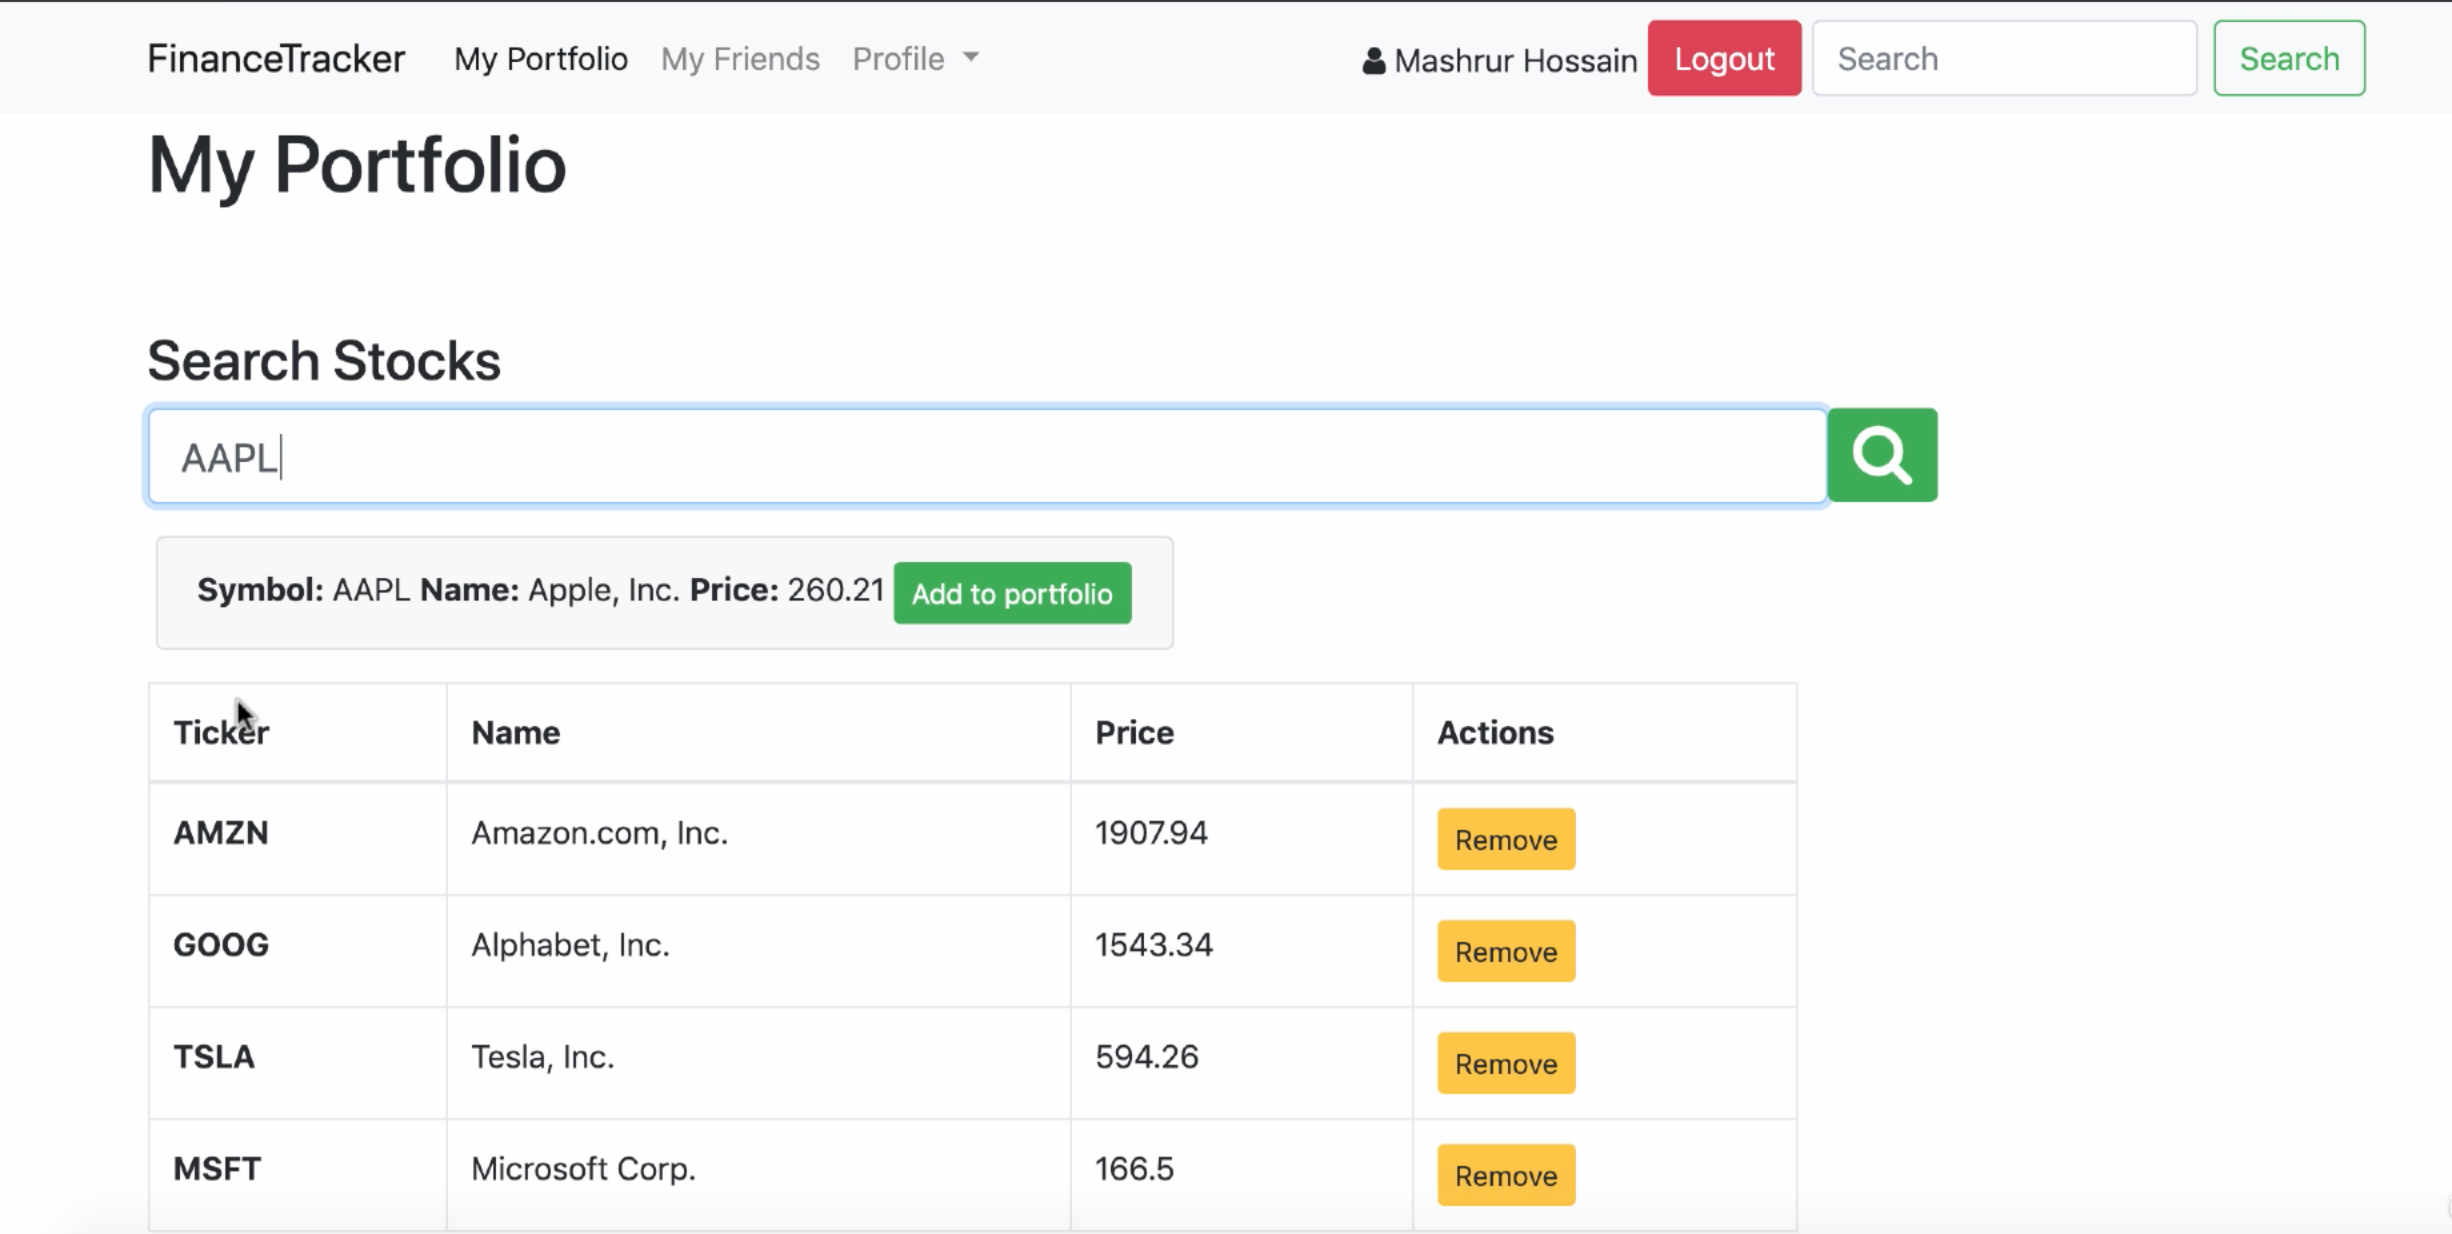 FinanceTracker My Portfolio My Friends Profile Mashrur Hossain Logout Search Search
My Portfolio
Search Stocks
AAPL
Symbol: AAPL Name: Apple, Inc. Price: 260.21 Add to portfolio
Ticker Name Price Actions
AMZN Amazon.com, Inc. 1907.94 Remove
GOOG Alphabet, Inc. 1543.34 Remove
TSLA Tesla, Inc. 594.26 Remove
MSFT Microsoft Corp. 166.5 Remove